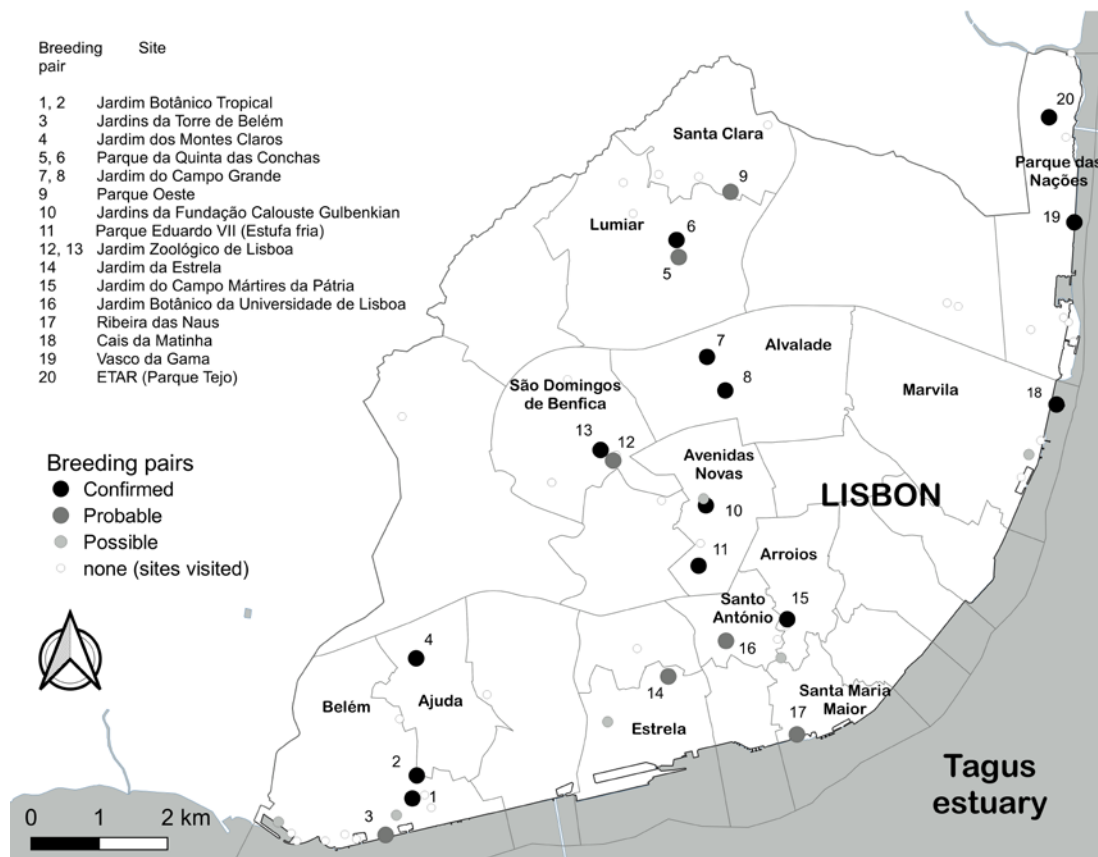 Breeding pair Site
1, 2 Jardim Botânico Tropical
3 Jardins da Torre de Belém
4 Jardim dos Montes Claros
5, 6 Parque da Quinta das Conchas
7, 8 Jardim do Campo Grande
9 Parque Oeste
10 Jardins da Fundação Calouste Gulbenkian
11 Parque Eduardo VII (Estufa fria)
12, 13 Jardim Zoológico de Lisboa
14 Jardim da Estrela
15 Jardim do Campo Mártires da Pátria
16 Jardim Botânico da Universidade de Lisboa
17 Ribeira das Naus
18 Cais da Matinha
19 Vasco da Gama
20 ETAR (Parque Tejo)
Breeding pairs
Confirmed
Probable
Possible
none (sites visited)
0 1 2 km
20
Santa Clara
Parque das
Nações
9
19
Lumiar
6
5
7
Alvalade
8
São Domingos
de Benfica
Marvila
18
13
12
Avenidas
Novas
LISBON
10
11
Arroios
15
Santo
António
16
4
14
Belém
Ajuda
Estrela
Santa Maria
Maior
17
2
1
3
Tagus
estuary